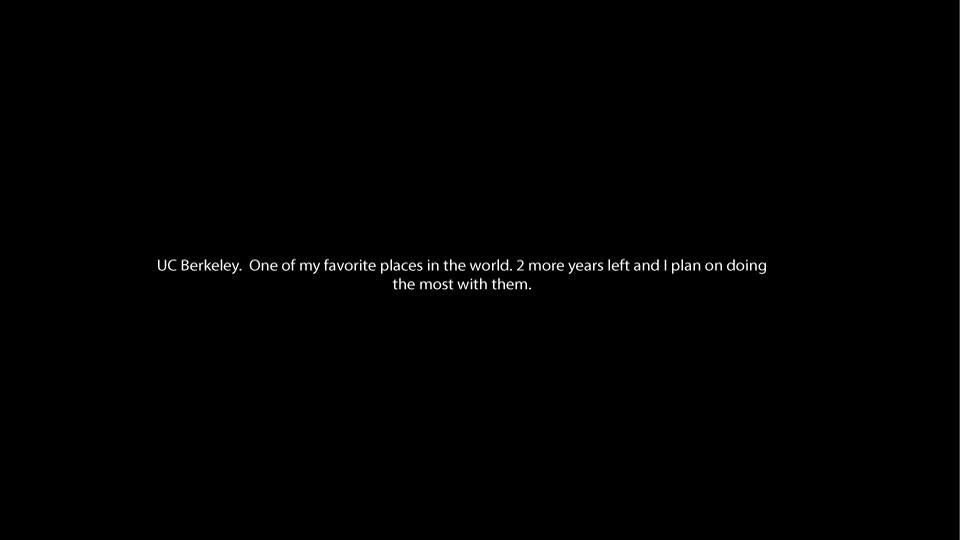 UC Berkeley.  One of my favorite places in the world. 2 more years left and I plan on doing
the most with them.